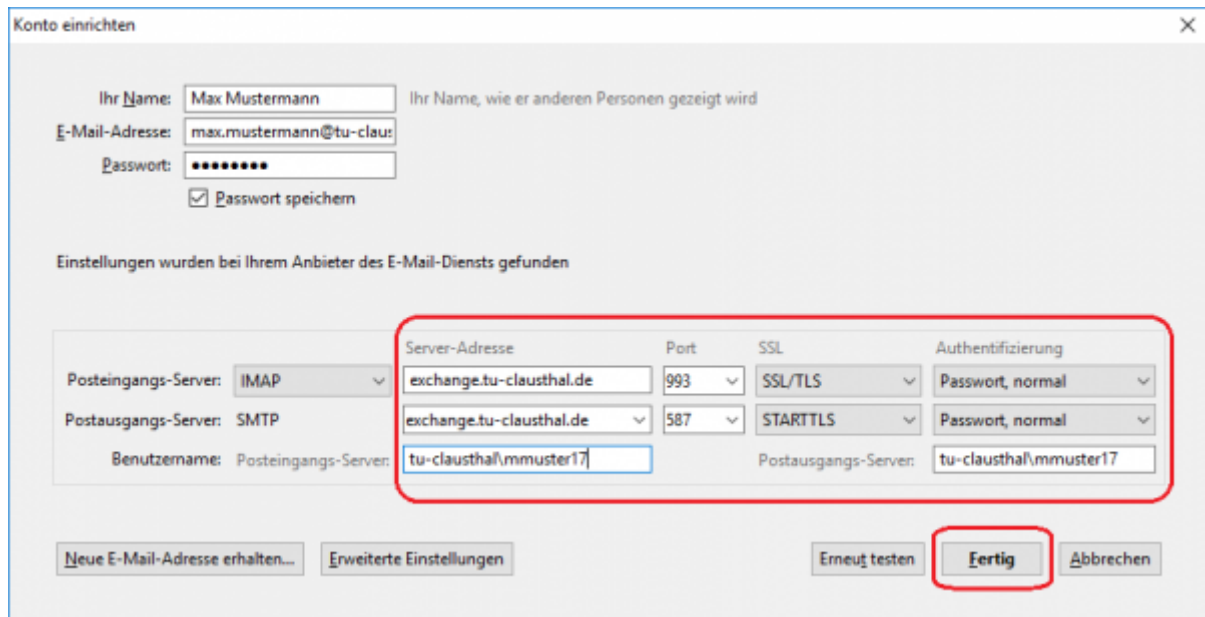 Konto einrichten
Ihr Name: Max Mustermann Ihr Name, wie er anderen Personen gezeigt wird
E-Mail-Adresse: max.mustermann@tu-claus
Passwort: ••••••••
Passwort speichern
Einstellungen wurden bei Ihrem Anbieter des E-Mail-Diensts gefunden
Server-Adresse Port SSL Authentifizierung
Posteingangs-Server: IMAP exchange.tu-clausthal.de 993 SSL/TLS Passwort, normal
Postausgangs-Server: SMTP exchange.tu-clausthal.de 587 STARTTLS Passwort, normal
Benutzername: Posteingangs-Server: tu-clausthal\mmuster17 Postausgangs-Server: tu-clausthal\mmuster17
Neue E-Mail-Adresse erhalten... Erweiterte Einstellungen Erneut testen Fertig Abbrechen